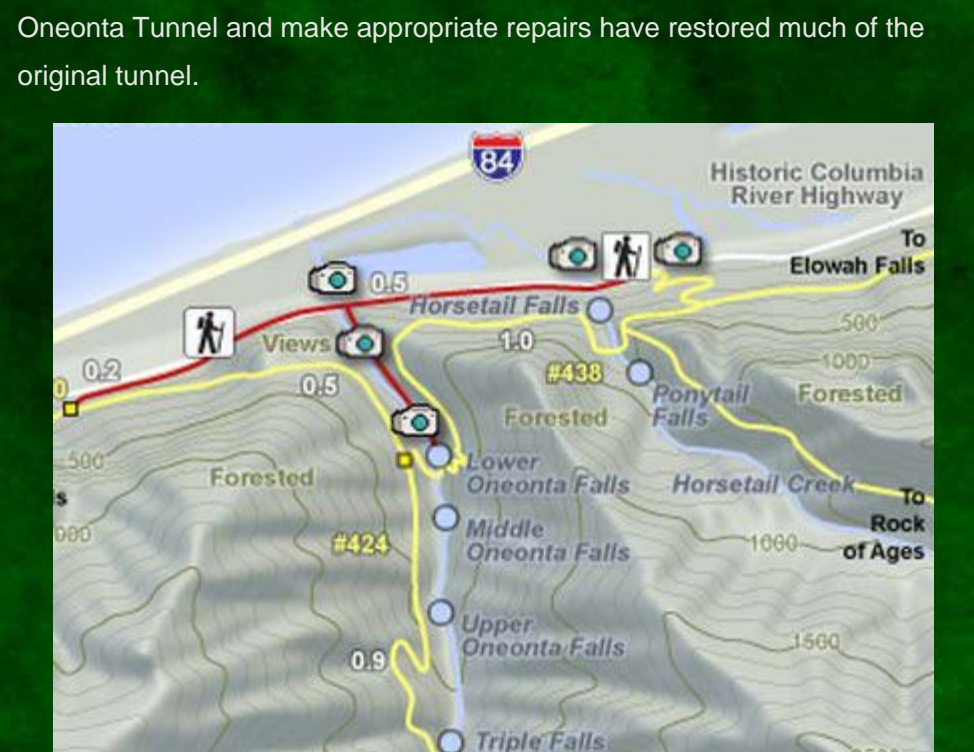 Oneonta Tunnel and make appropriate repairs have restored much of the
original tunnel.
84
Historic Columbia
River Highway
To
Elowah Falls
0.5
Horsetail Falls
500
Views
1.0
0.2
0.5
#438
1000
0
Ponytail
Falls
Forested
Forested
500
Lower
Oneonta Falls
Forested
Horsetail Creek
To
Rock
of Ages
s
000
Middle
Oneonta Falls
#424
1000
Upper
Oneonta Falls
1500
0.9
Triple Falls